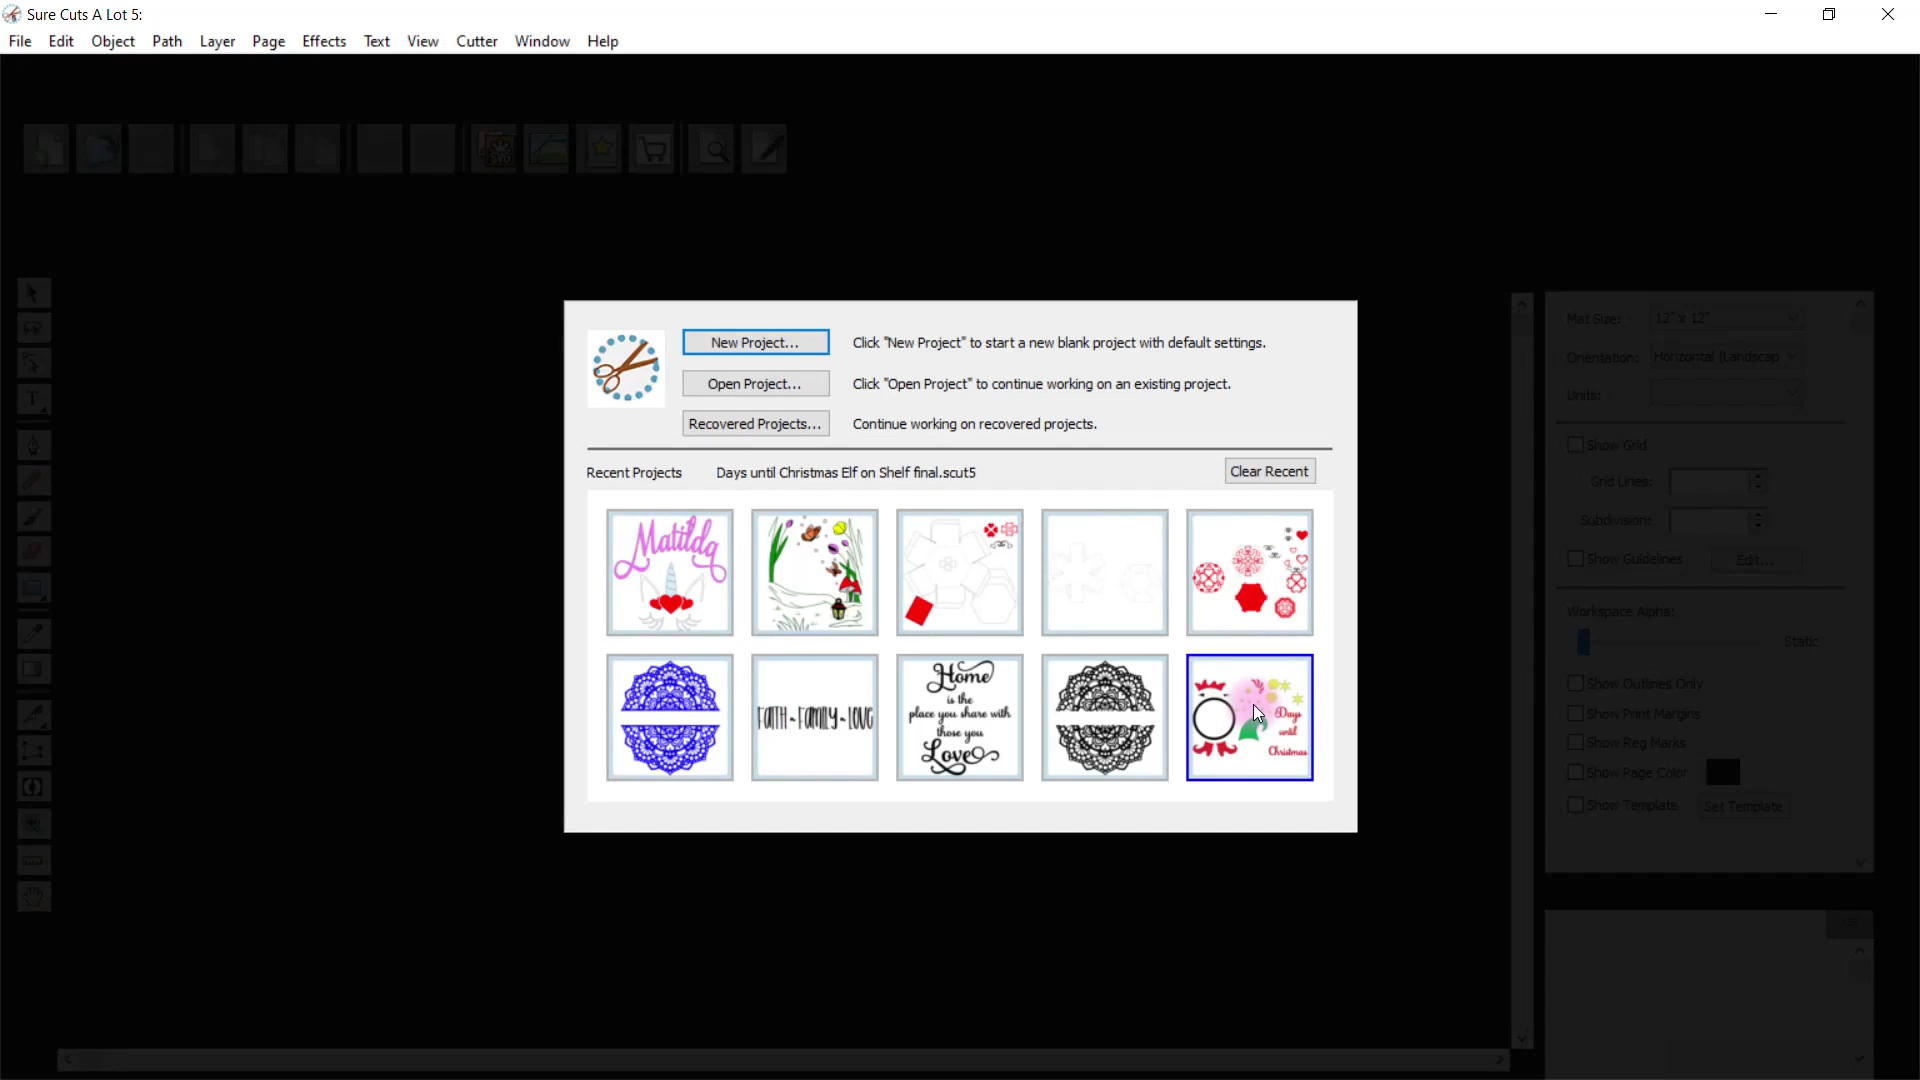 Sure Cuts A Lot 5:
File Edit Object Path Layer Page Effects Text View Cutter Window Help
SVG
T
New Project... Click "New Project" to start a new blank project with default settings.
Open Project... Click "Open Project" to continue working on an existing project.
Recovered Projects... Continue working on recovered projects.
Recent Projects Days until Christmas Elf on Shelf final.scut5 Clear Recent
Matilda
FAITH - FAMILY - LOVE
Home
is the
place you share with
those you
Love
Days
until
Christmas
Mat Size: 12" x 12"
Orientation: Horizontal (Landscap
Units:
Show Grid
Grid Lines:
Subdivision:
Show Guidelines Edit...
Workspace Alpha:
Static
Show Outlines Only
Show Print Margins
Show Reg Marks
Show Page Color
Show Template Set Template